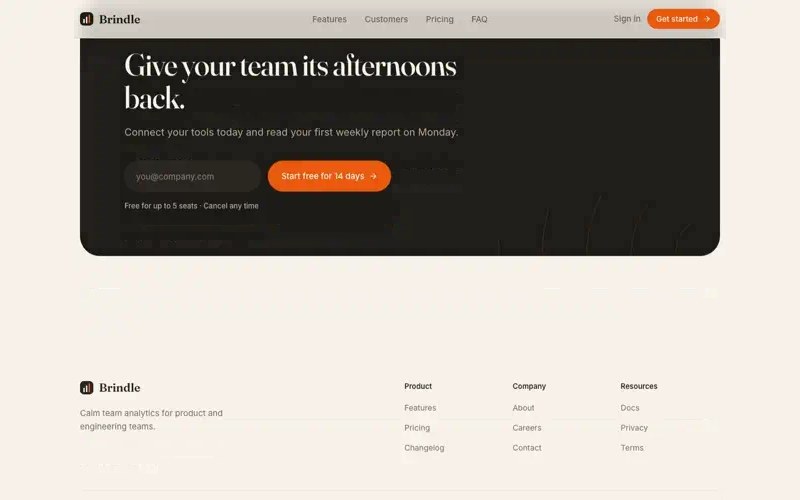 Brindle
Features
Customers
Pricing
FAQ
Sign in
Get started →
Give your team its afternoons
back.
Connect your tools today and read your first weekly report on Monday.
you@company.com
Start free for 14 days →
Free for up to 5 seats · Cancel any time
Brindle
Calm team analytics for product and
engineering teams.
Product
Features
Pricing
Changelog
Company
About
Careers
Contact
Resources
Docs
Privacy
Terms